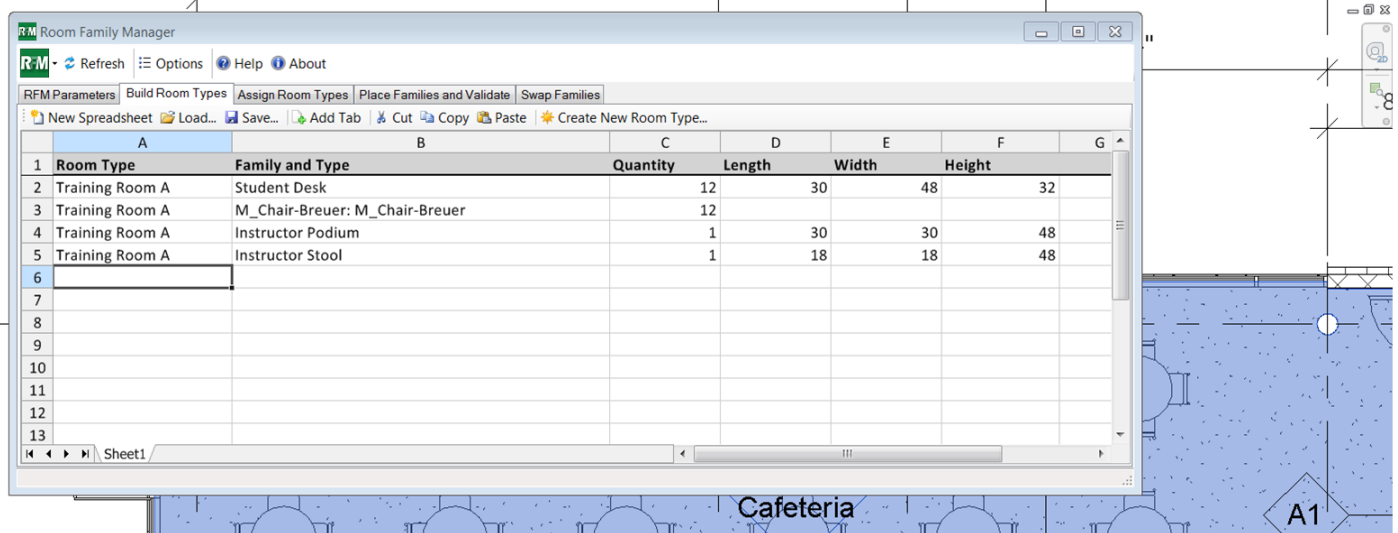 RFM Room Family Manager
RFM Refresh Options Help About
RFM Parameters Build Room Types Assign Room Types Place Families and Validate Swap Families
New Spreadsheet Load... Save... Add Tab Cut Copy Paste Create New Room Type...
A B C D E F G
1 Room Type Family and Type Quantity Length Width Height
2 Training Room A Student Desk 12 30 48 32
3 Training Room A M_Chair-Breuer: M_Chair-Breuer 12
4 Training Room A Instructor Podium 1 30 30 48
5 Training Room A Instructor Stool 1 18 18 48
6
7
8
9
10
11
12
13
Sheet1
2D
8
Cafeteria
A1